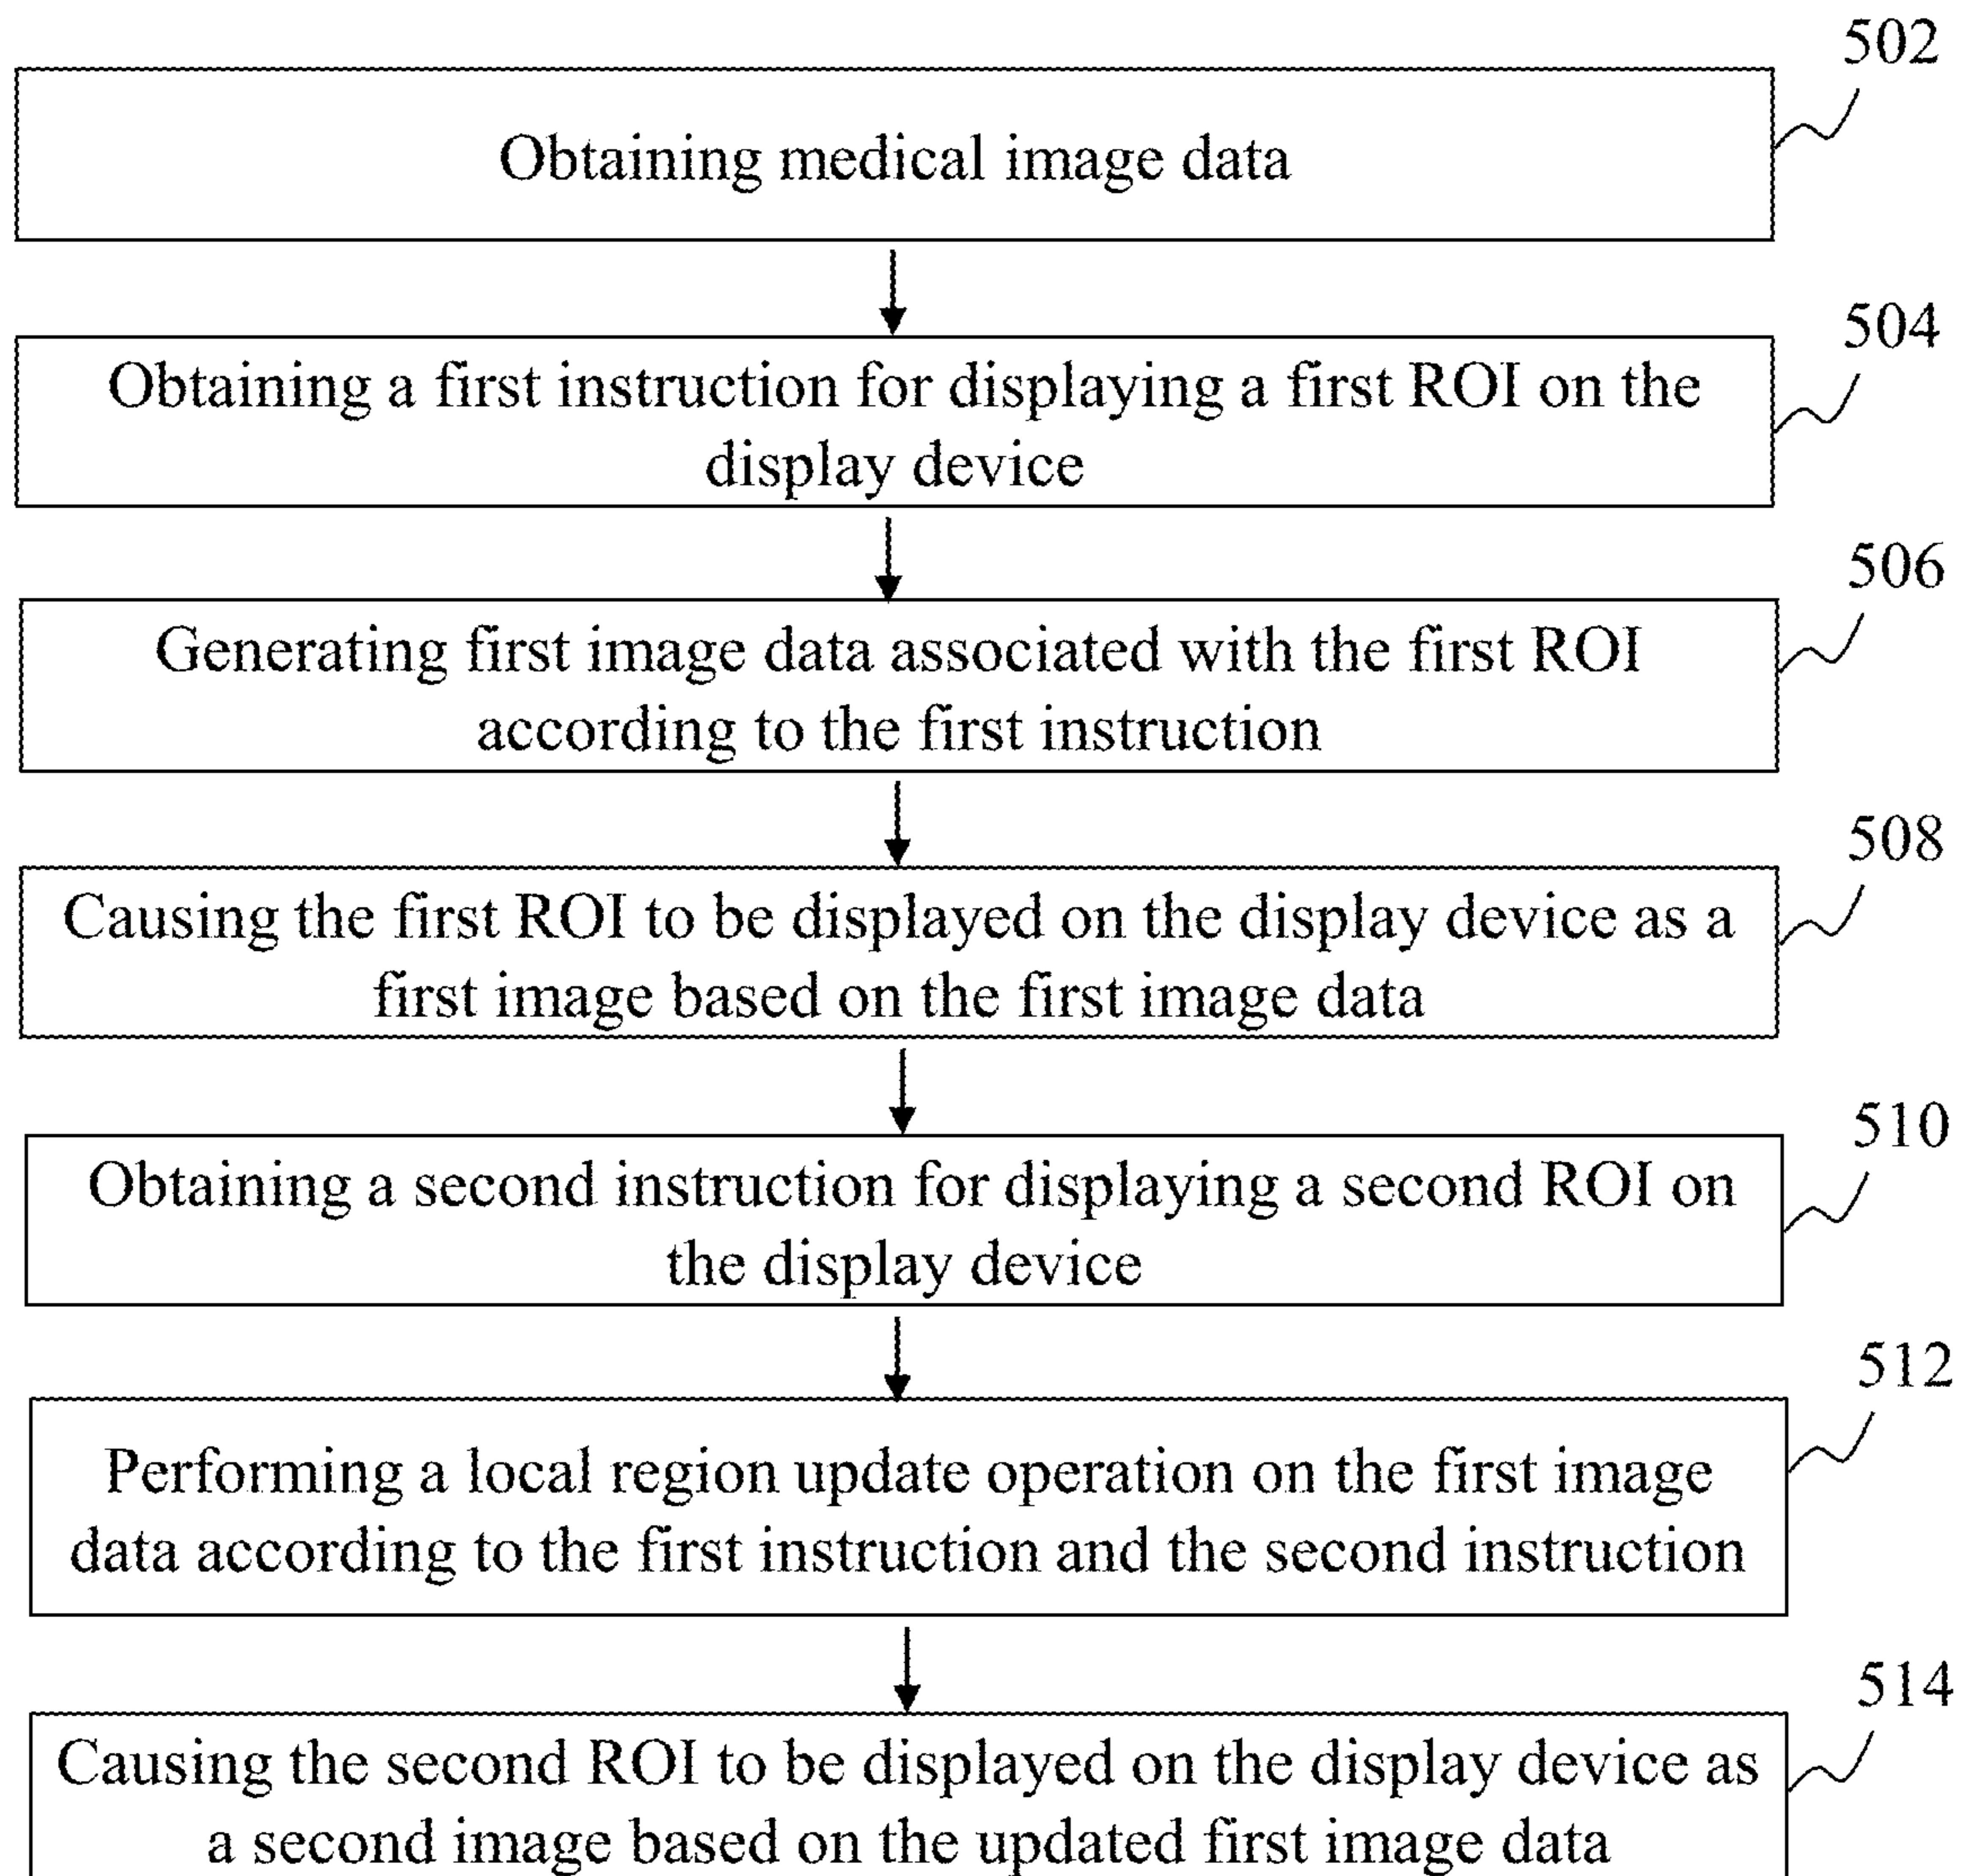 502
Obtaining medical image data
504
Obtaining a first instruction for displaying a first ROI on the
display device
506
Generating first image data associated with the first ROI
according to the first instruction
508
Causing the first ROI to be displayed on the display device as a
first image based on the first image data
510
Obtaining a second instruction for displaying a second ROI on
the display device
512
Performing a local region update operation on the first image
data according to the first instruction and the second instruction
514
Causing the second ROI to be displayed on the display device as
a second image based on the updated first image data